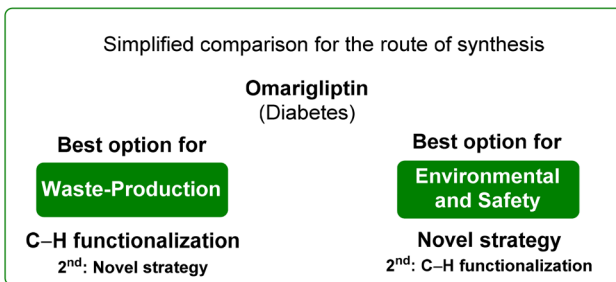 Simplified comparison for the route of synthesis
Omarigliptin
(Diabetes)
Best option for
Waste-Production
C–H functionalization
2nd: Novel strategy
Best option for
Environmental
and Safety
Novel strategy
2nd: C–H functionalization